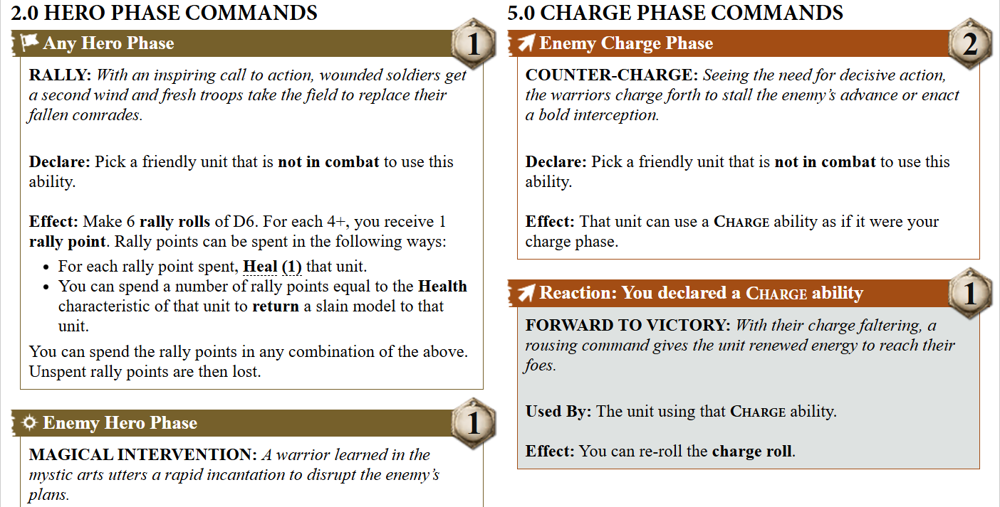 2.0 HERO PHASE COMMANDS
Any Hero Phase
1
RALLY: With an inspiring call to action, wounded soldiers get
a second wind and fresh troops take the field to replace their
fallen comrades.
Declare: Pick a friendly unit that is not in combat to use this
ability.
Effect: Make 6 rally rolls of D6. For each 4+, you receive 1
rally point. Rally points can be spent in the following ways:
• For each rally point spent, Heal (1) that unit.
• You can spend a number of rally points equal to the Health
characteristic of that unit to return a slain model to that
unit.
You can spend the rally points in any combination of the above.
Unspent rally points are then lost.
Enemy Hero Phase
1
MAGICAL INTERVENTION: A warrior learned in the
mystic arts utters a rapid incantation to disrupt the enemy’s
plans.
5.0 CHARGE PHASE COMMANDS
Enemy Charge Phase
2
COUNTER-CHARGE: Seeing the need for decisive action,
the warriors charge forth to stall the enemy’s advance or enact
a bold interception.
Declare: Pick a friendly unit that is not in combat to use this
ability.
Effect: That unit can use a CHARGE ability as if it were your
charge phase.
Reaction: You declared a CHARGE ability
1
FORWARD TO VICTORY: With their charge faltering, a
rousing command gives the unit renewed energy to reach their
foes.
Used By: The unit using that CHARGE ability.
Effect: You can re-roll the charge roll.